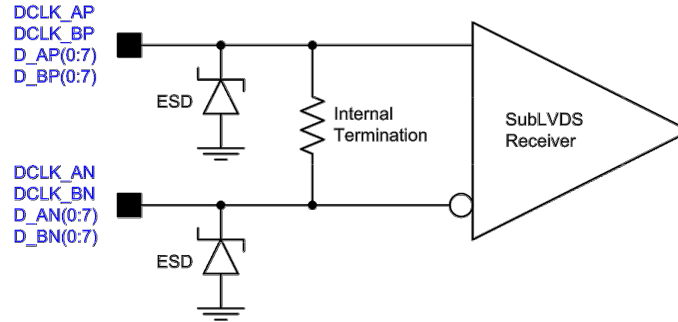 DCLK_AP
DCLK_BP
D_AP(0:7)
D_BP(0:7)
ESD
Internal
Termination
SubLVDS
Receiver
DCLK_AN
DCLK_BN
D_AN(0:7)
D_BN(0:7)
ESD